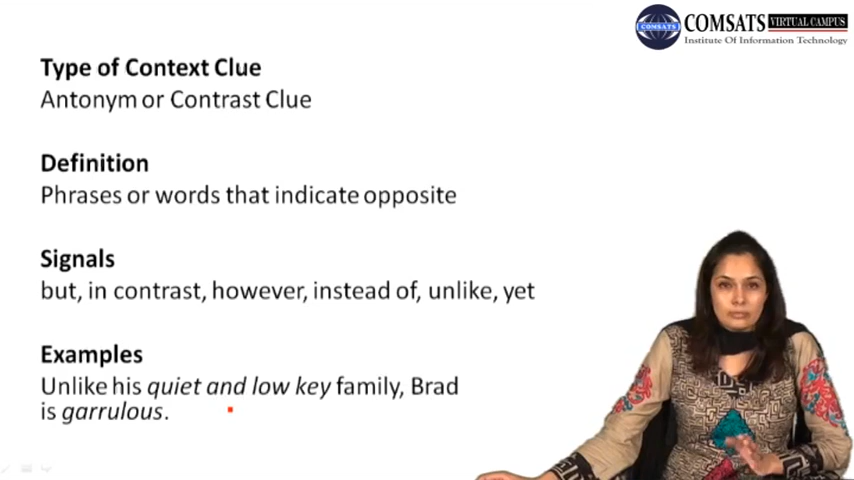 COMSATS VIRTUAL CAMPUS
COMSATS
Institute Of Information Technology
Type of Context Clue
Antonym or Contrast Clue
Definition
Phrases or words that indicate opposite
Signals
but, in contrast, however, instead of, unlike, yet
Examples
Unlike his quiet and low key family, Brad
is garrulous.